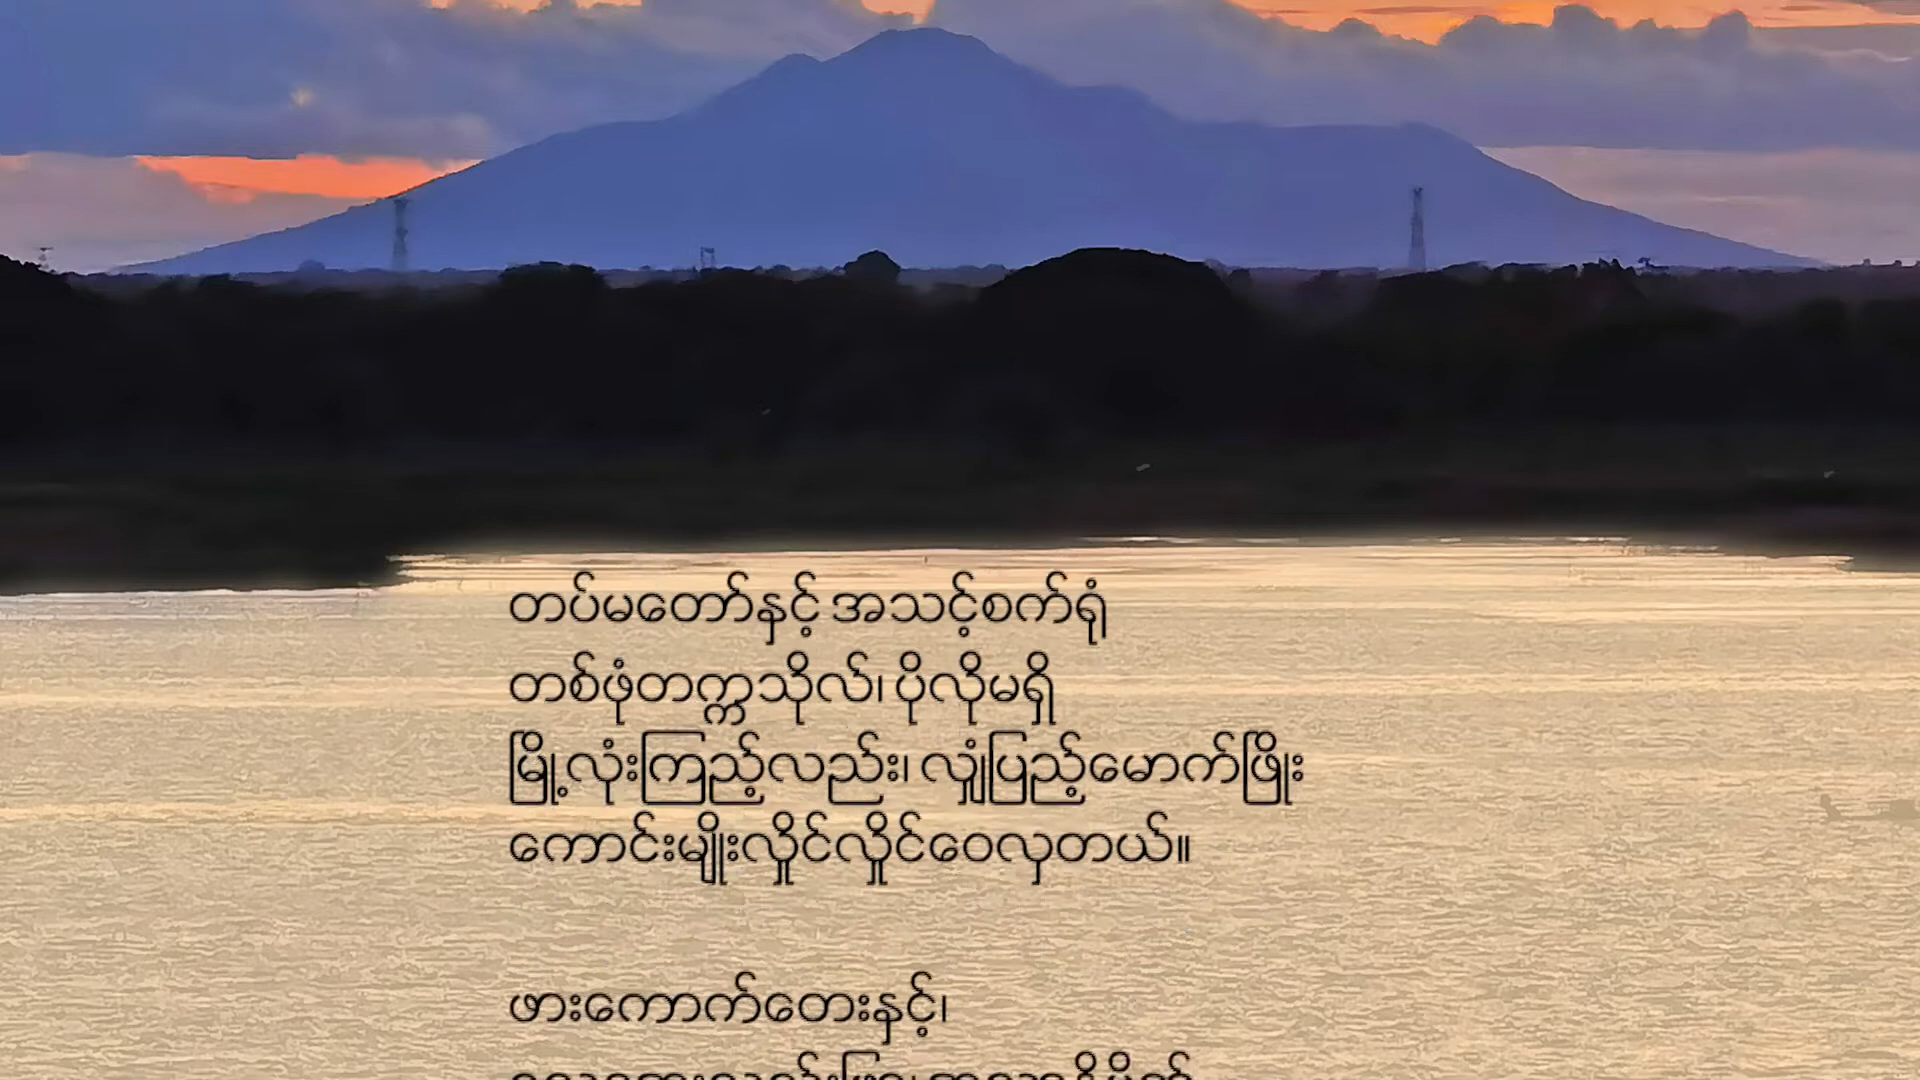 တပ်မတော်နှင့် အသင့်စက်ရုံ
တစ်ဖုံတက္ကသိုလ်၊ ပိုလိုမရှိ
မြို့လုံးကြည့်လည်း၊ လျှံပြည့်မောက်ဖြိုး
ကောင်းမျိုးလှိုင်လှိုင်ဝေလှတယ်။
ဖားကောက်တေးနှင့်၊